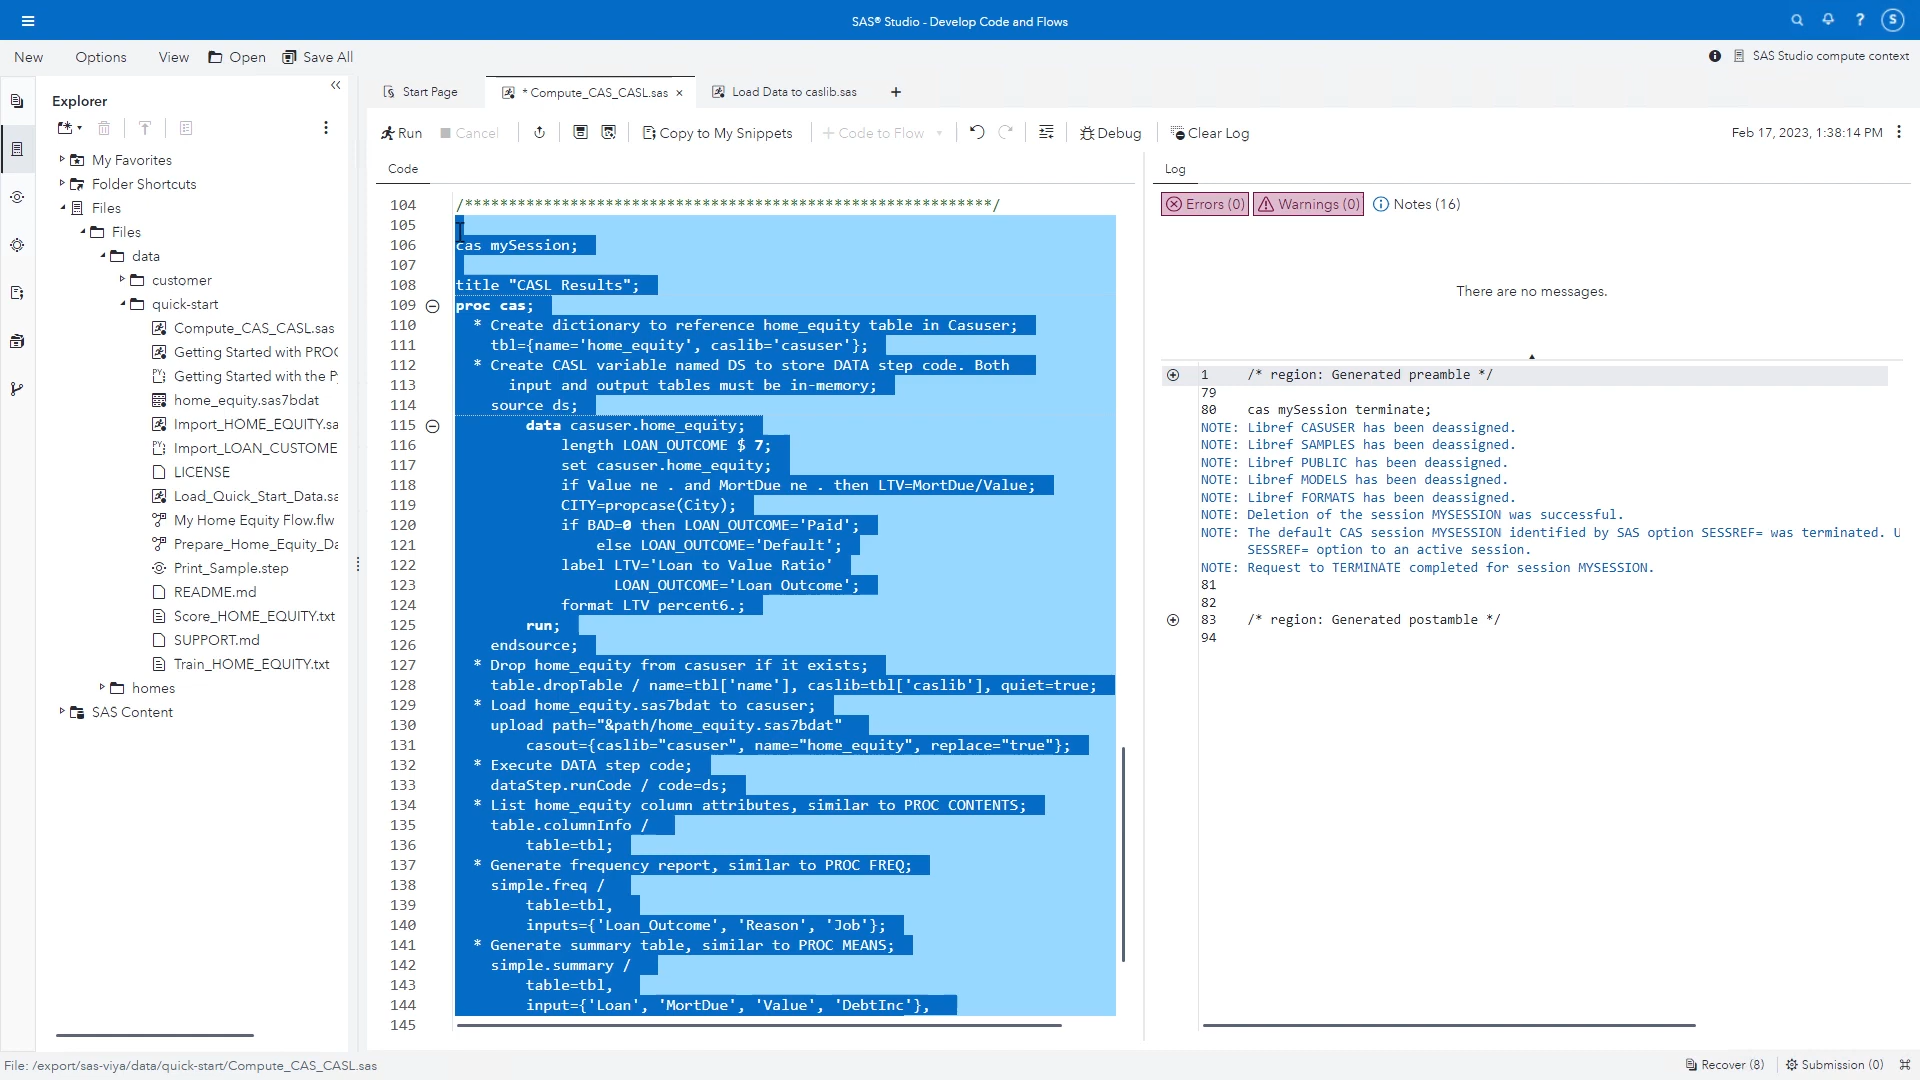 SAS® Studio - Develop Code and Flows
?
S
New
Options
View
Open
Save All
SAS Studio compute context
Explorer
My Favorites
Folder Shortcuts
Files
Files
data
customer
quick-start
Compute_CAS_CASL.sas
Getting Started with PROC
Getting Started with the P
home_equity.sas7bdat
Import_HOME_EQUITY.sa
Import_LOAN_CUSTOME
LICENSE
Load_Quick_Start_Data.sa
My Home Equity Flow.flw
Prepare_Home_Equity_Da
Print_Sample.step
README.md
Score_HOME_EQUITY.txt
SUPPORT.md
Train_HOME_EQUITY.txt
homes
SAS Content
Start Page
* Compute_CAS_CASL.sas ×
Load Data to caslib.sas
+
Run
Cancel
Copy to My Snippets
+ Code to Flow
Debug
Clear Log
Feb 17, 2023, 1:38:14 PM
Code
104 /************************************************************/
105
106 cas mySession;
107
108 title "CASL Results";
109 proc cas;
110 * Create dictionary to reference home_equity table in Casuser;
111 tbl={name='home_equity', caslib='casuser'};
112 * Create CASL variable named DS to store DATA step code. Both
113 input and output tables must be in-memory;
114 source ds;
115 data casuser.home_equity;
116 length LOAN_OUTCOME $ 7;
117 set casuser.home_equity;
118 if Value ne . and MortDue ne . then LTV=MortDue/Value;
119 CITY=propcase(City);
120 if BAD=0 then LOAN_OUTCOME='Paid';
121 else LOAN_OUTCOME='Default';
122 label LTV='Loan to Value Ratio'
123 LOAN_OUTCOME='Loan Outcome';
124 format LTV percent6.;
125 run;
126 endsource;
127 * Drop home_equity from casuser if it exists;
128 table.dropTable / name=tbl['name'], caslib=tbl['caslib'], quiet=true;
129 * Load home_equity.sas7bdat to casuser;
130 upload path="&path/home_equity.sas7bdat"
131 casout={caslib="casuser", name="home_equity", replace="true"};
132 * Execute DATA step code;
133 dataStep.runCode / code=ds;
134 * List home_equity column attributes, similar to PROC CONTENTS;
135 table.columnInfo /
136 table=tbl;
137 * Generate frequency report, similar to PROC FREQ;
138 simple.freq /
139 table=tbl,
140 inputs={'Loan_Outcome', 'Reason', 'Job'};
141 * Generate summary table, similar to PROC MEANS;
142 simple.summary /
143 table=tbl,
144 input={'Loan', 'MortDue', 'Value', 'DebtInc'},
145
Log
Errors (0)
Warnings (0)
Notes (16)
There are no messages.
1 /* region: Generated preamble */
79
80 cas mySession terminate;
NOTE: Libref CASUSER has been deassigned.
NOTE: Libref SAMPLES has been deassigned.
NOTE: Libref PUBLIC has been deassigned.
NOTE: Libref MODELS has been deassigned.
NOTE: Libref FORMATS has been deassigned.
NOTE: Deletion of the session MYSESSION was successful.
NOTE: The default CAS session MYSESSION identified by SAS option SESSREF= was terminated. U
SESSREF= option to an active session.
NOTE: Request to TERMINATE completed for session MYSESSION.
81
82
83 /* region: Generated postamble */
94
File: /export/sas-viya/data/quick-start/Compute_CAS_CASL.sas
Recover (8)
Submission (0)